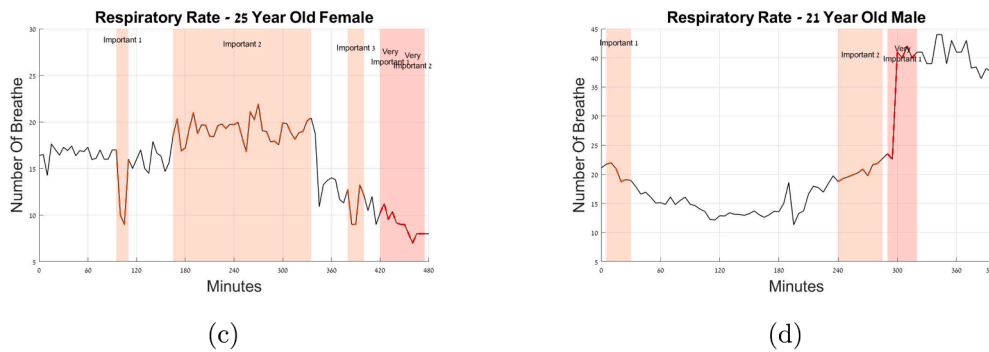 Respiratory Rate - 25 Year Old Female
Number Of Breathe
30
25
20
15
10
5
Important 1
Important 2
Important 3
Very
Important 1
Very
Important 2
0
60
120
180
240
300
360
420
480
Minutes
(c)
Respiratory Rate - 21 Year Old Male
Number Of Breathe
45
40
35
30
25
20
15
10
5
Important 1
Important 2
Very
Important 1
0
60
120
180
240
300
Minutes
(d)